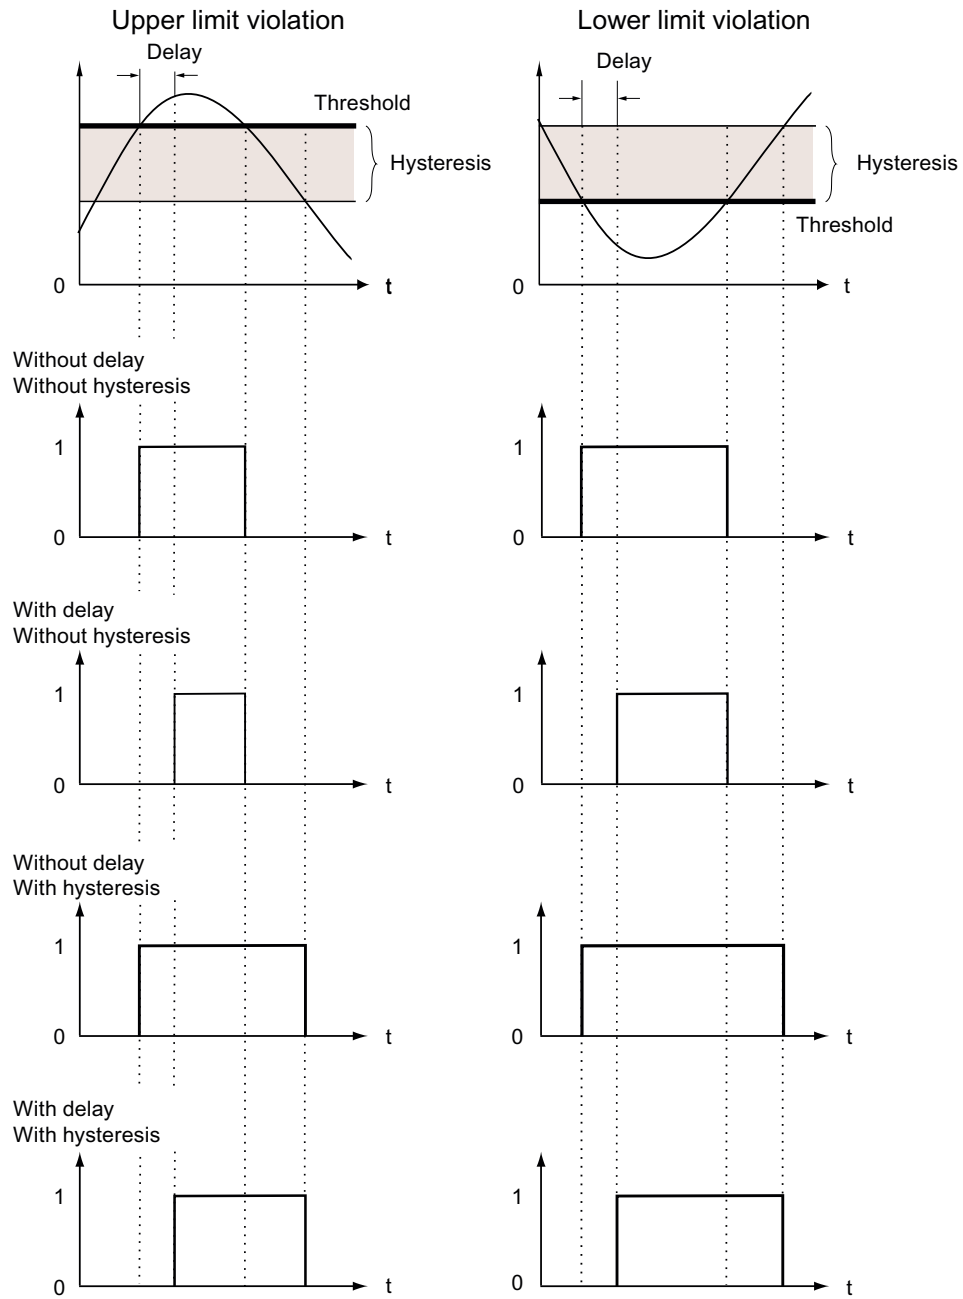 Upper limit violation
Lower limit violation
Delay
Delay
Threshold
Hysteresis
Hysteresis
Threshold
0
t
0
t
Without delay
Without hysteresis
1
0
t
1
0
t
With delay
Without hysteresis
1
0
t
1
0
t
Without delay
With hysteresis
1
0
t
1
0
t
With delay
With hysteresis
1
0
t
1
0
t